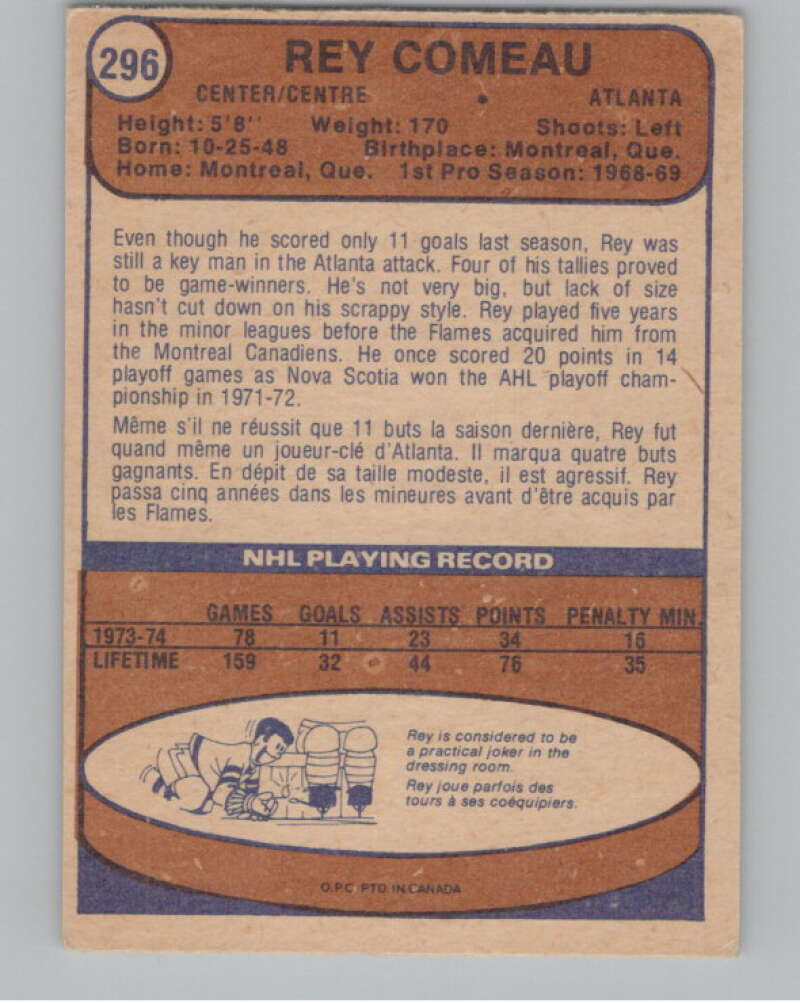 296
REY COMEAU
CENTER/CENTRE • ATLANTA
Height: 5'8'' Weight: 170 Shoots: Left
Born: 10-25-48 Birthplace: Montreal, Que.
Home: Montreal, Que. 1st Pro Season: 1968-69
Even though he scored only 11 goals last season, Rey was
still a key man in the Atlanta attack. Four of his tallies proved
to be game-winners. He's not very big, but lack of size
hasn't cut down on his scrappy style. Rey played five years
in the minor leagues before the Flames acquired him from
the Montreal Canadiens. He once scored 20 points in 14
playoff games as Nova Scotia won the AHL playoff cham-
pionship in 1971-72.
Même s'il ne réussit que 11 buts la saison dernière, Rey fut
quand même un joueur-clé d'Atlanta. Il marqua quatre buts
gagnants. En dépit de sa taille modeste, il est agressif. Rey
passa cinq années dans les mineures avant d'être acquis par
les Flames.
NHL PLAYING RECORD
GAMES GOALS ASSISTS POINTS PENALTY MIN.
1973-74 78 11 23 34 16
LIFETIME 159 32 44 76 35
Rey is considered to be
a practical joker in the
dressing room.
Rey joue parfois des
tours à ses coéquipiers.
O.P.C. PTD. IN CANADA